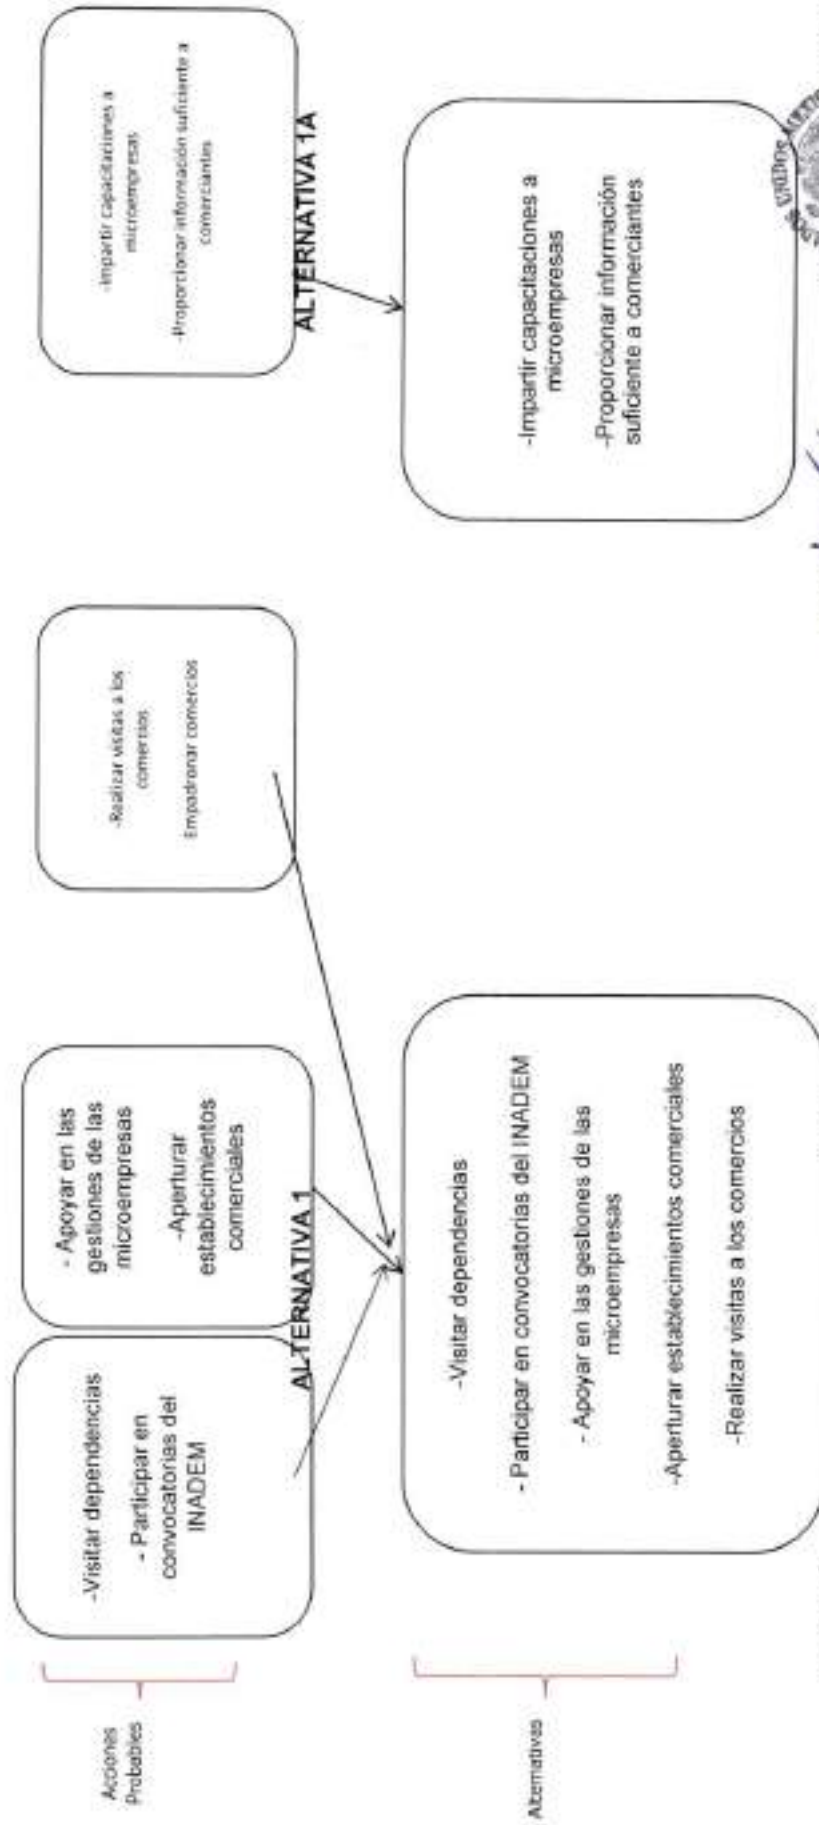 Acciones
Probables
-Visitar dependencias
- Participar en
convocatorias del
INADEM
- Apoyar en las
gestiones de las
microempresas
-Aperturar
establecimientos
comerciales
-Realizar visitas a los
comercios
Empadronar comercios
-Impartir capacitaciones a
microempresas
-Proporcionar información suficiente a
comerciantes
ALTERNATIVA 1
ALTERNATIVA 1A
Alternativas
-Visitar dependencias
- Participar en convocatorias del INADEM
- Apoyar en las gestiones de las
microempresas
-Aperturar establecimientos comerciales
-Realizar visitas a los comercios
-Impartir capacitaciones a
microempresas
-Proporcionar información
suficiente a comerciantes